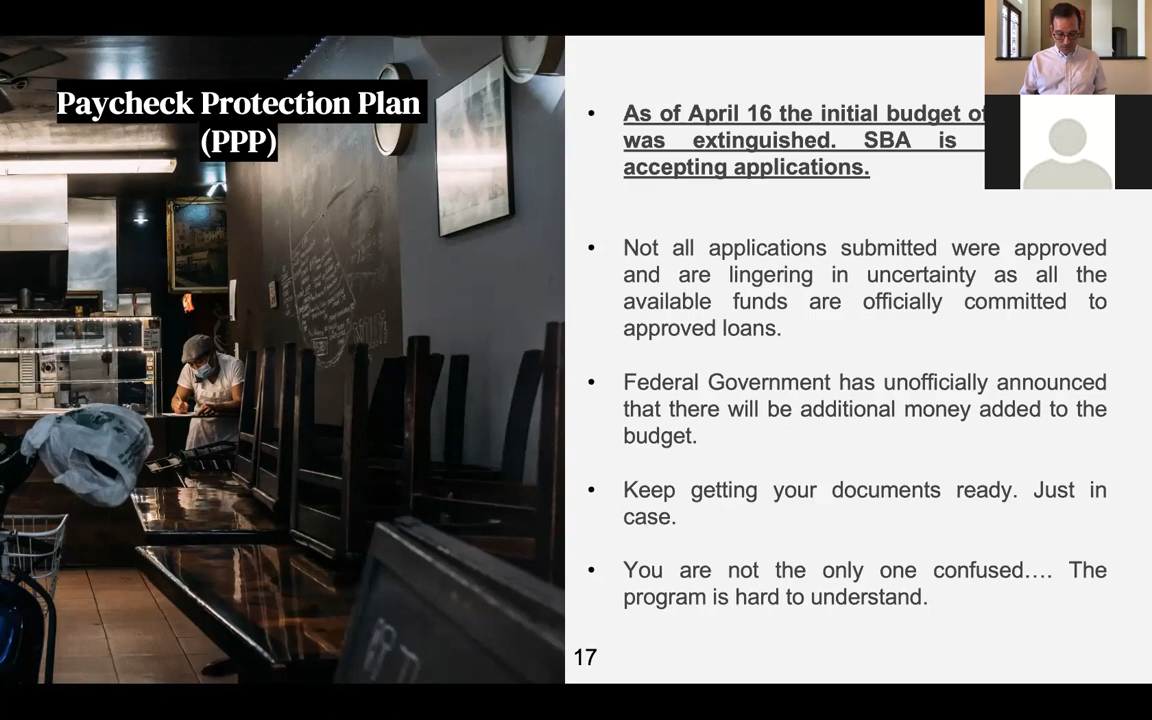 Paycheck Protection Plan
(PPP)
• As of April 16 the initial budget of
was extinguished. SBA is
accepting applications.
• Not all applications submitted were approved
and are lingering in uncertainty as all the
available funds are officially committed to
approved loans.
• Federal Government has unofficially announced
that there will be additional money added to the
budget.
• Keep getting your documents ready. Just in
case.
• You are not the only one confused…. The
program is hard to understand.
17